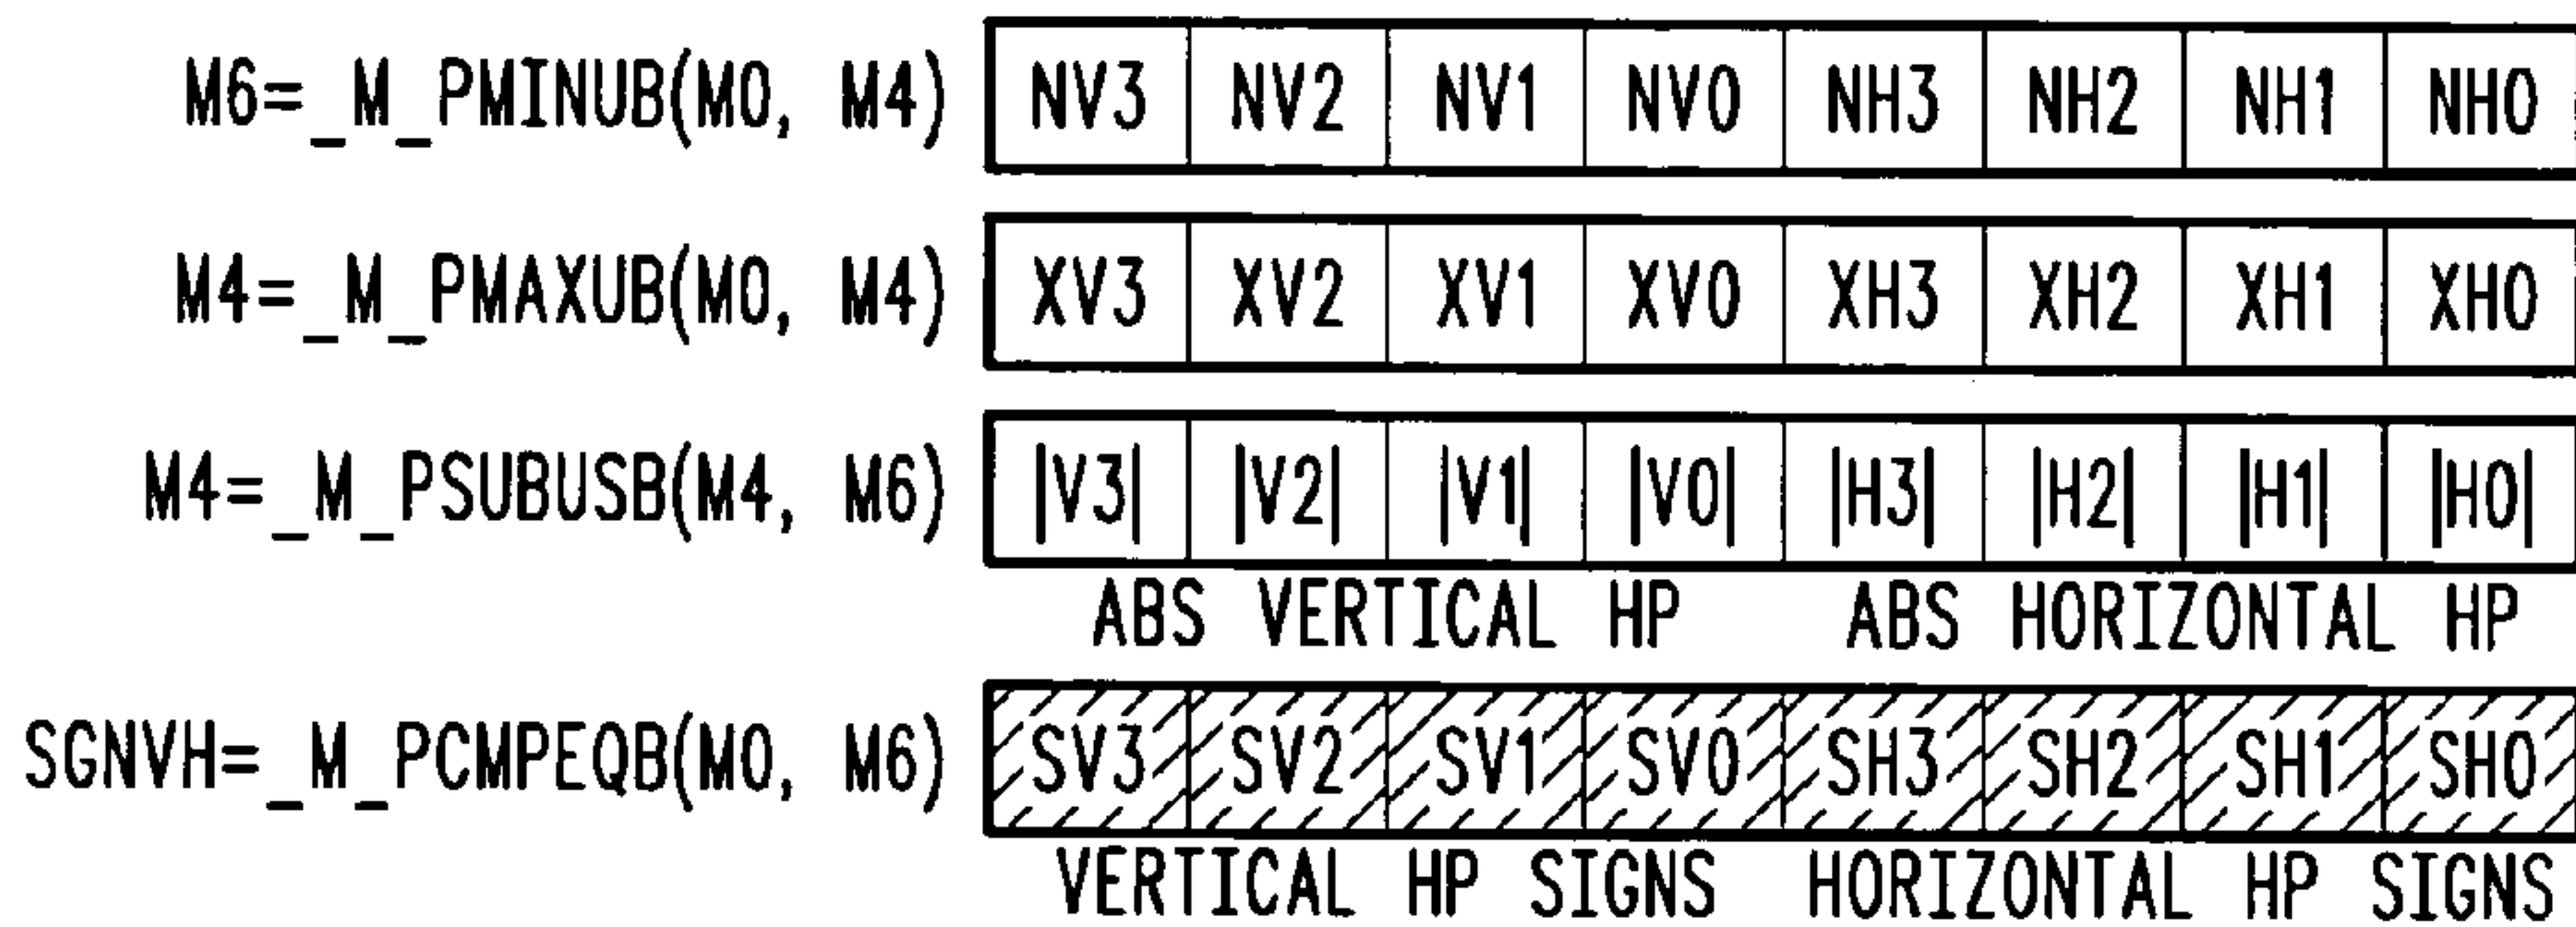 M6=_M_PMINUB(M0, M4) NV3 NV2 NV1 NV0 NH3 NH2 NH1 NH0
M4=_M_PMAXUB(M0, M4) XV3 XV2 XV1 XV0 XH3 XH2 XH1 XH0
M4=_M_PSUBUSB(M4, M6) |V3| |V2| |V1| |V0| |H3| |H2| |H1| |H0|
ABS VERTICAL HP ABS HORIZONTAL HP
SGNVH=_M_PCMPEQB(M0, M6) SV3 SV2 SV1 SV0 SH3 SH2 SH1 SH0
VERTICAL HP SIGNS HORIZONTAL HP SIGNS